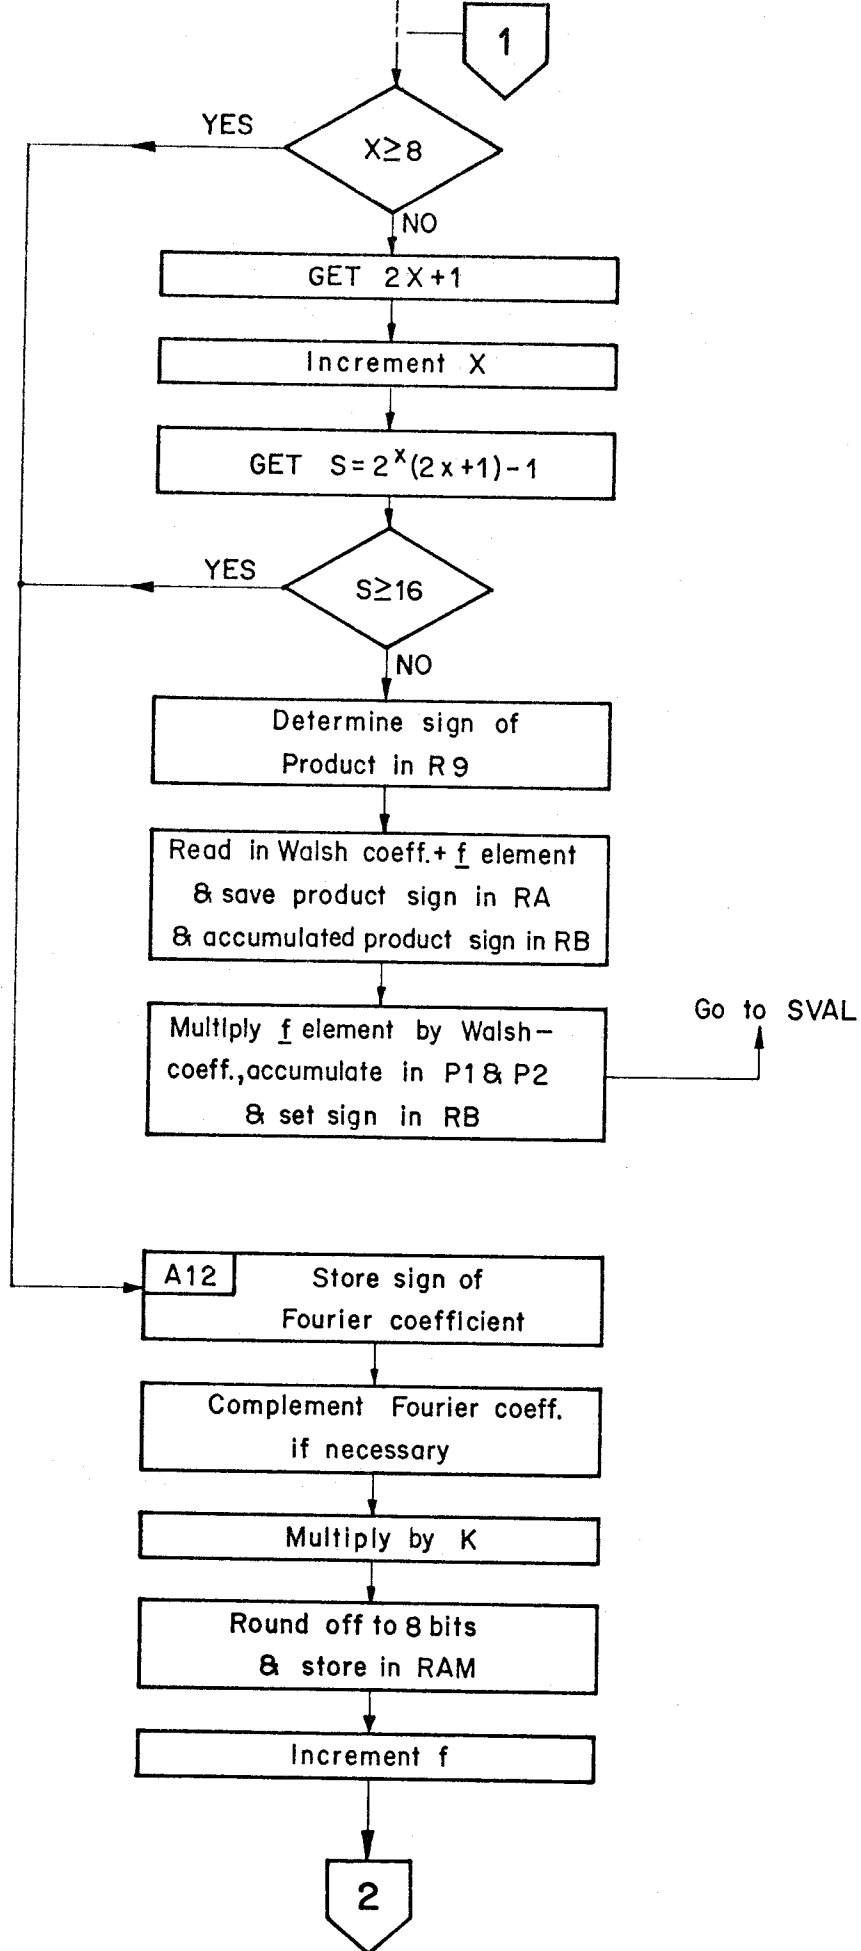 1
YES
X≥8
NO
GET 2X+1
Increment X
GET S=2ˣ(2x+1)-1
YES
S≥16
NO
Determine sign of
Product in R9
Read in Walsh coeff.+ f element
& save product sign in RA
& accumulated product sign in RB
Go to SVAL
Multiply f element by Walsh-
coeff.,accumulate in P1 & P2
& set sign in RB
A12
Store sign of
Fourier coefficient
Complement Fourier coeff.
if necessary
Multiply by K
Round off to 8 bits
& store in RAM
Increment f
2